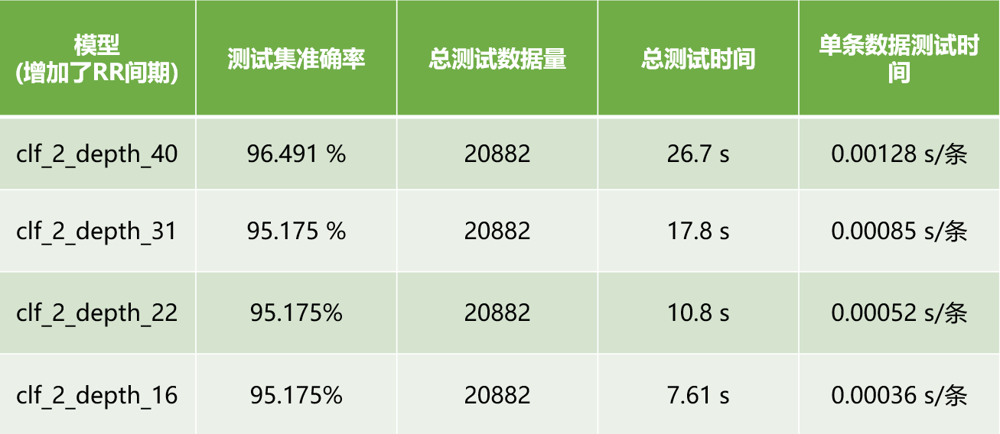 模型
(增加了RR间期)
测试集准确率
总测试数据量
总测试时间
单条数据测试时
间
clf_2_depth_40
96.491 %
20882
26.7 s
0.00128 s/条
clf_2_depth_31
95.175 %
20882
17.8 s
0.00085 s/条
clf_2_depth_22
95.175%
20882
10.8 s
0.00052 s/条
clf_2_depth_16
95.175%
20882
7.61 s
0.00036 s/条